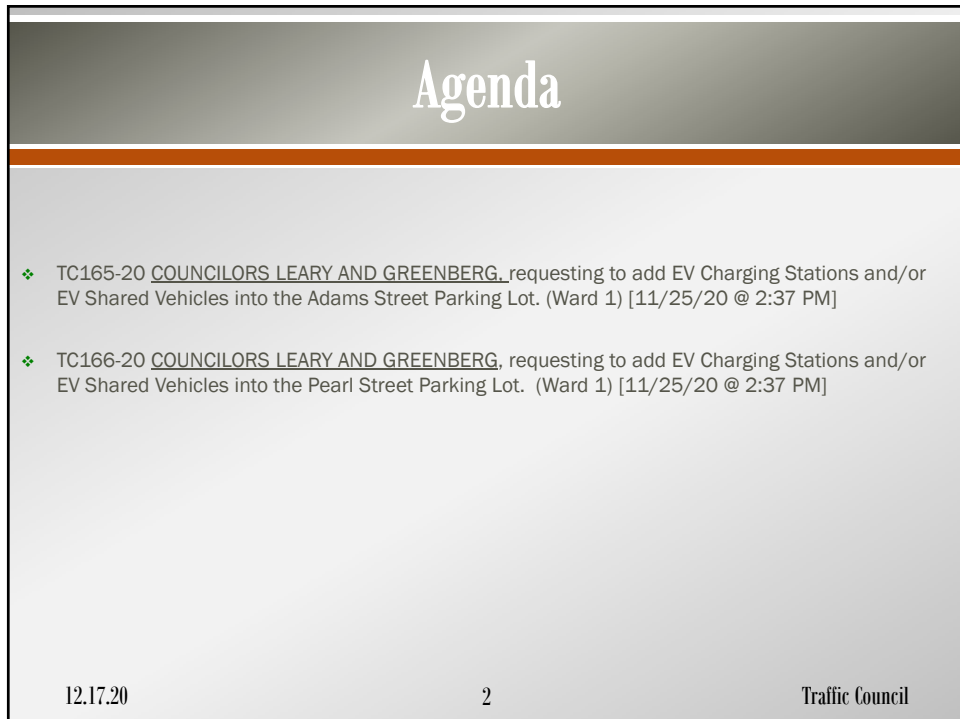 Agenda
❖ TC165-20 COUNCILORS LEARY AND GREENBERG, requesting to add EV Charging Stations and/or
EV Shared Vehicles into the Adams Street Parking Lot. (Ward 1) [11/25/20 @ 2:37 PM]
❖ TC166-20 COUNCILORS LEARY AND GREENBERG, requesting to add EV Charging Stations and/or
EV Shared Vehicles into the Pearl Street Parking Lot. (Ward 1) [11/25/20 @ 2:37 PM]
12.17.20 2 Traffic Council